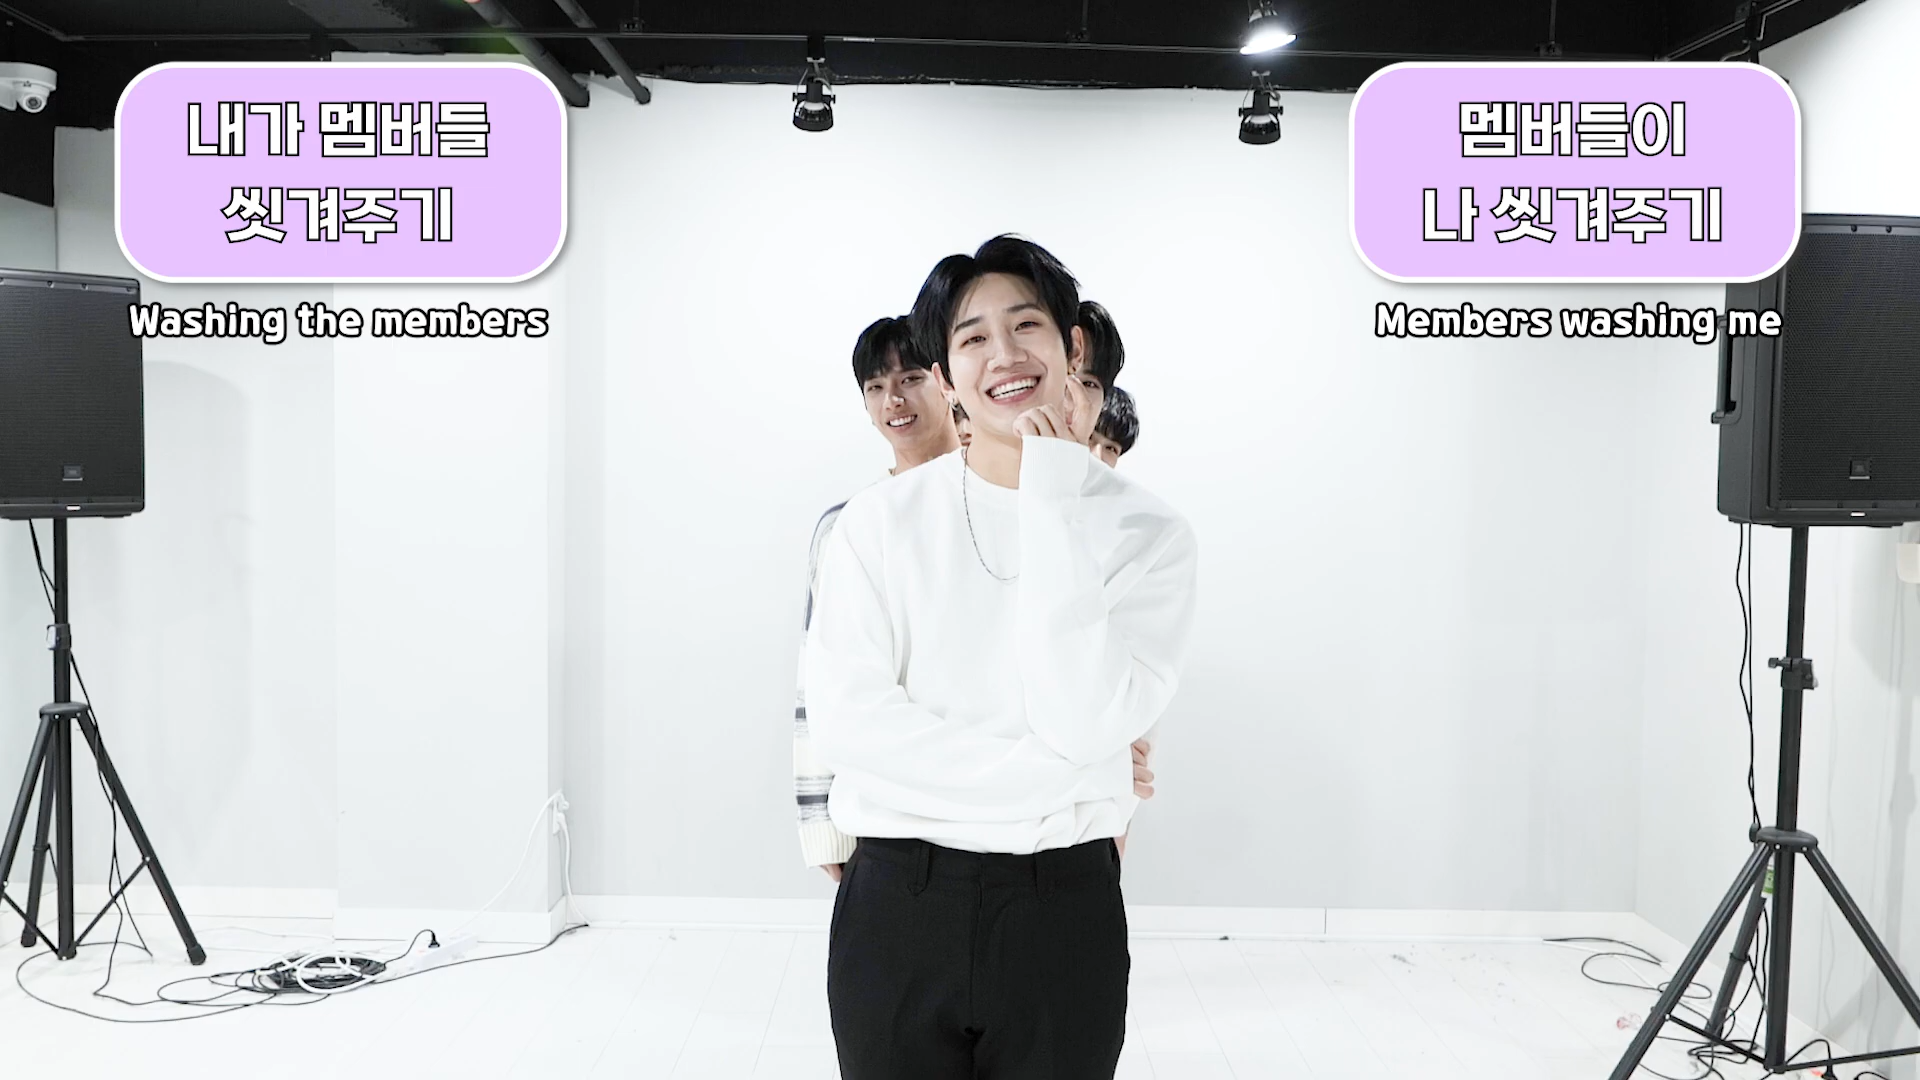 내가 멤버들
씻겨주기
Washing the members
멤버들이
나 씻겨주기
Members washing me